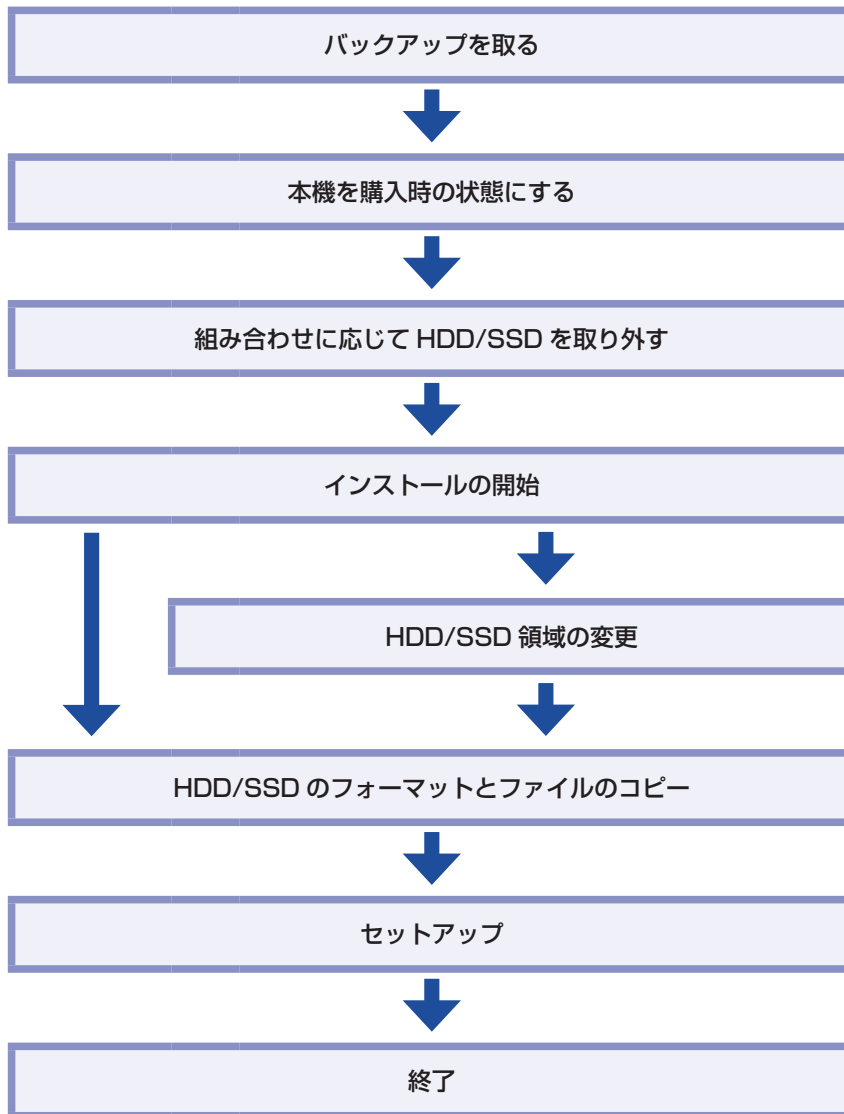 バックアップを取る
本機を購入時の状態にする
組み合わせに応じて HDD/SSD を取り外す
インストールの開始
HDD/SSD 領域の変更
HDD/SSD のフォーマットとファイルのコピー
セットアップ
終了